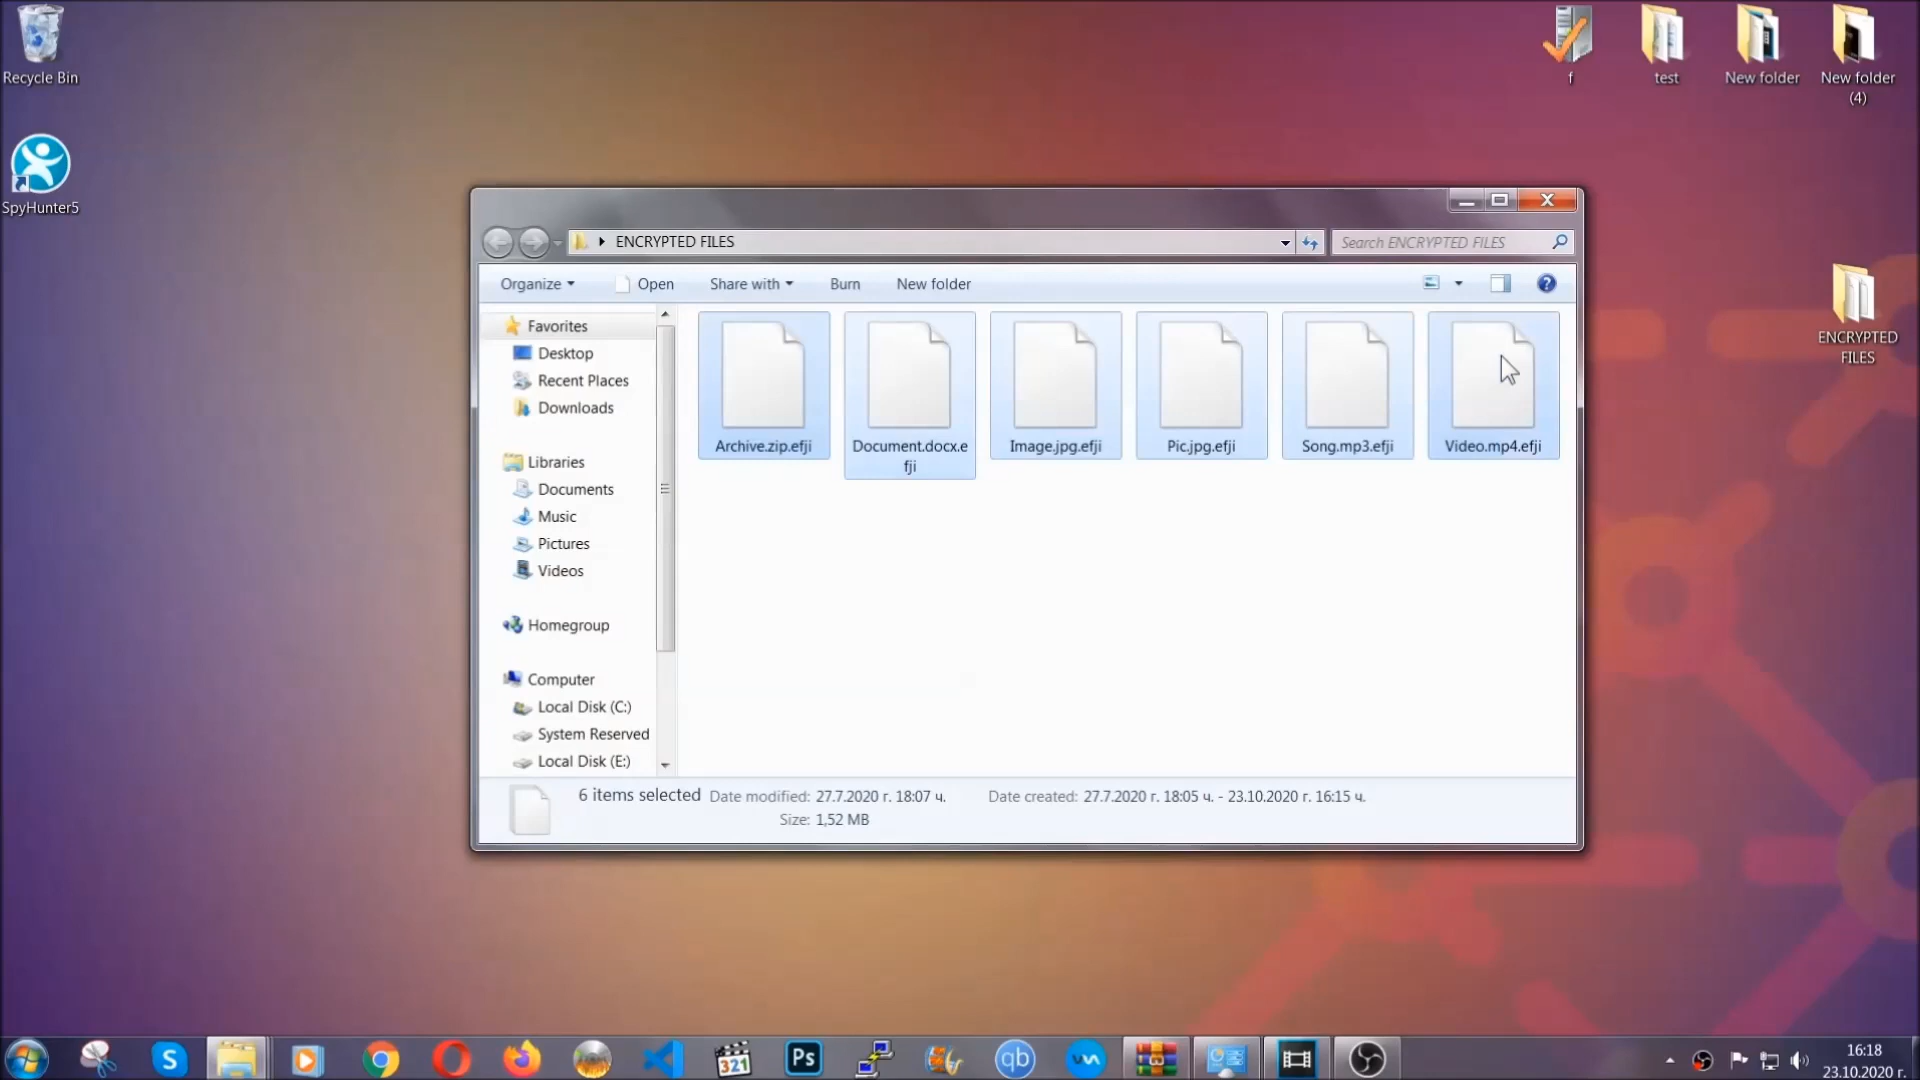 Recycle Bin
SpyHunter5
f
test
New folder
New folder
(4)
ENCRYPTED
FILES
ENCRYPTED FILES
Search ENCRYPTED FILES
Organize
Open
Share with
Burn
New folder
Favorites
Desktop
Recent Places
Downloads
Libraries
Documents
Music
Pictures
Videos
Homegroup
Computer
Local Disk (C:)
System Reserved
Local Disk (E:)
Archive.zip.efji
Document.docx.e
fji
Image.jpg.efji
Pic.jpg.efji
Song.mp3.efji
Video.mp4.efji
6 items selected Date modified: 27.7.2020 г. 18:07 ч. Date created: 27.7.2020 г. 18:05 ч. - 23.10.2020 г. 16:15 ч.
Size: 1,52 MB
S
321
Ps
qb
16:18
23.10.2020 г.